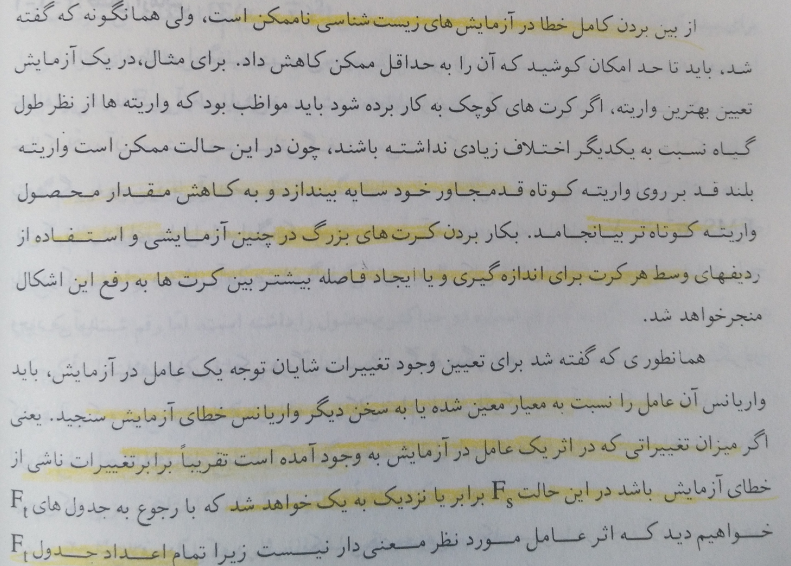 از بین بردن کامل خطا در آزمایش های زیست شناسی ناممکن است، ولی همانگونه که گفته
شد، باید تا حد امکان کوشید که آن را به حداقل ممکن کاهش داد. برای مثال،در یک آزمایش
تعیین بهترین واریته، اگر کرت های کوچک به کار برده شود باید مواظب بود که واریته ها از نظر طول
گیاه نسبت به یکدیگر اختلاف زیادی نداشته باشند، چون در این حالت ممکن است واریته
بلند قد بر روی واریته کوتاه قدمجاور خود سایه بیندازد و به کاهش مقدار محصول
واریته کوتاه تر بیانجامد. بکار بردن کرت های بزرگ در چنین آزمایشی و استفاده از
ردیفهای وسط هر کرت برای اندازه گیری و یا ایجاد فاصله بیشتر بین کرت ها به رفع این اشکال
منجرخواهد شد.
همانطور ی که گفته شد برای تعیین وجود تغییرات شایان توجه یک عامل در آزمایش، باید
واریانس آن عامل را نسبت به معیار معین شده یا به سخن دیگر واریانس خطای آزمایش سنجید. یعنی
اگر میزان تغییراتی که در اثر یک عامل در آزمایش به وجود آمده است تقریباً برابرتغییرات ناشی از
خطای آزمایش باشد در این حالت Fs برابر یا نزدیک به یک خواهد شد که با رجوع به جدول های Ft
خواهیم دید که اثر عامل مورد نظر معنی دار نیست زیرا تمام اعداد جدول Ft